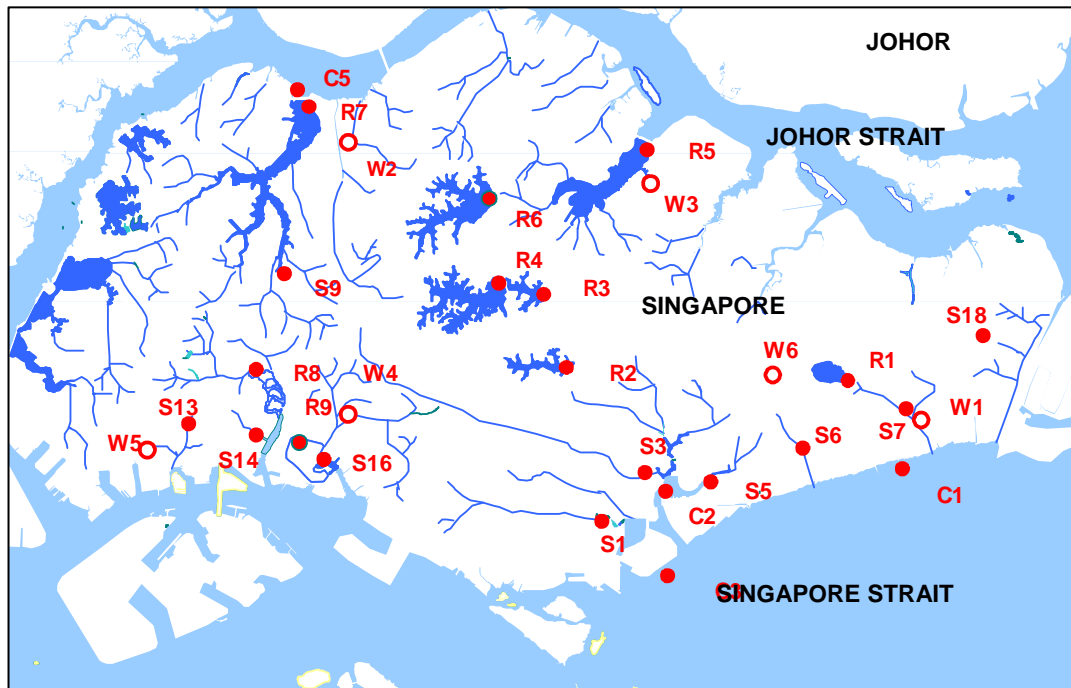 JOHOR
C5
R7
JOHOR STRAIT
R5
W2
W3
R6
R4
S9
R3
SINGAPORE
S18
W6
R1
R8
W4
R2
R9
S13
W1
S7
W5
S14
S16
S3
S6
S5
C1
C2
S1
C3
SINGAPORE STRAIT